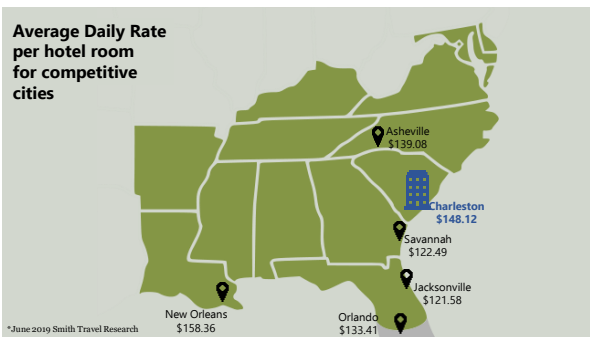 Average Daily Rate
per hotel room
for competitive
cities
Asheville
$139.08
Charleston
$148.12
Savannah
$122.49
Jacksonville
$121.58
New Orleans
$158.36
Orlando
$133.41
*June 2019 Smith Travel Research